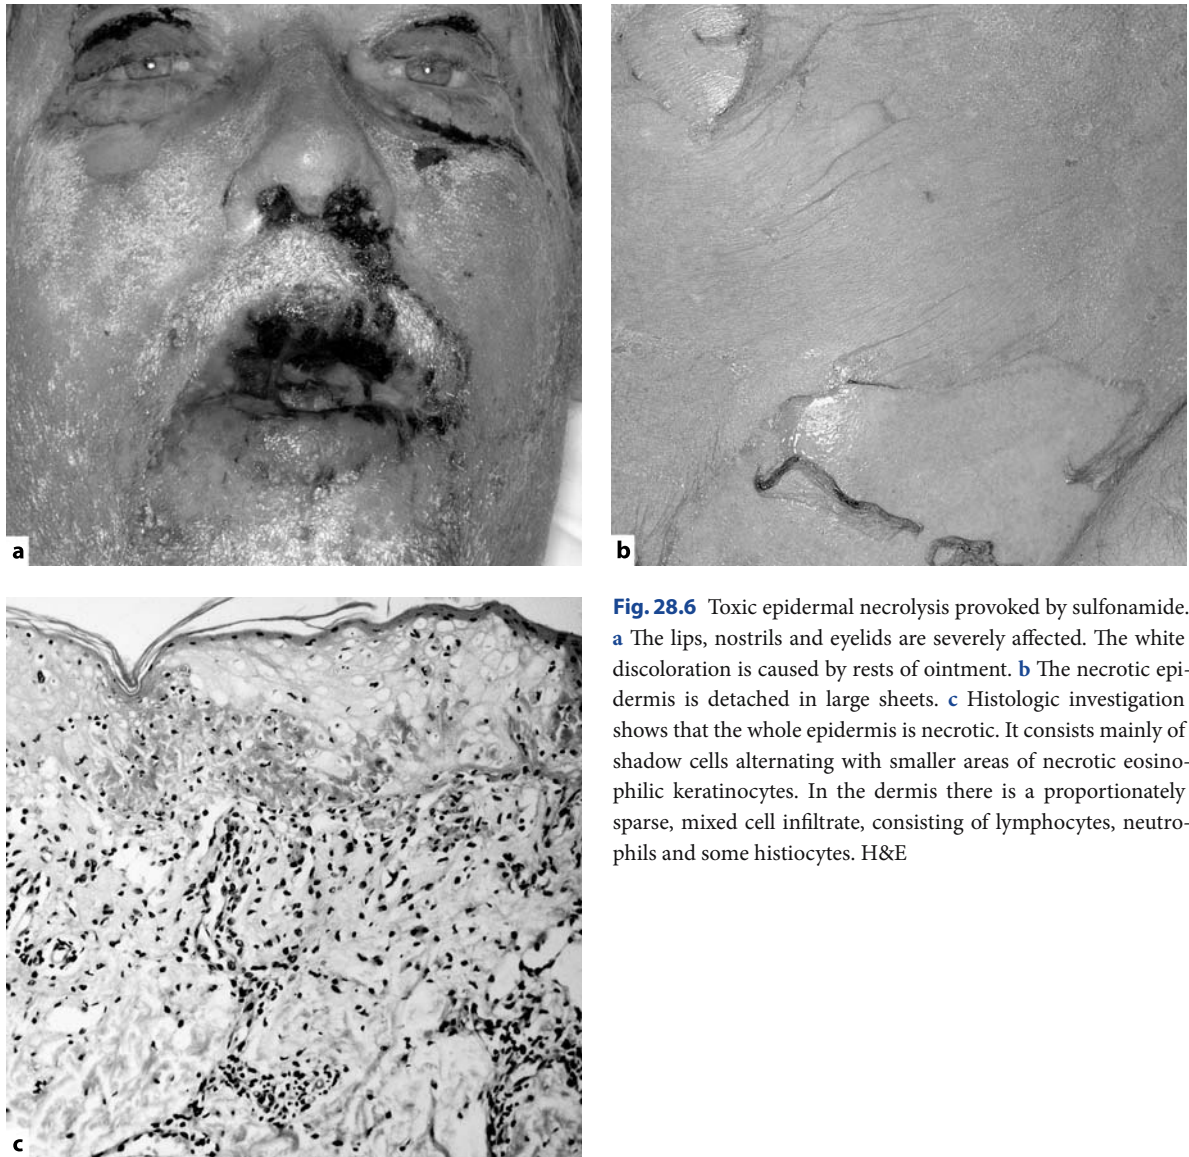 a
b
Fig. 28.6 Toxic epidermal necrolysis provoked by sulfonamide.
a The lips, nostrils and eyelids are severely affected. The white
discoloration is caused by rests of ointment. b The necrotic epi-
dermis is detached in large sheets. c Histologic investigation
shows that the whole epidermis is necrotic. It consists mainly of
shadow cells alternating with smaller areas of necrotic eosino-
philic keratinocytes. In the dermis there is a proportionately
sparse, mixed cell infiltrate, consisting of lymphocytes, neutro-
phils and some histiocytes. H&E
c